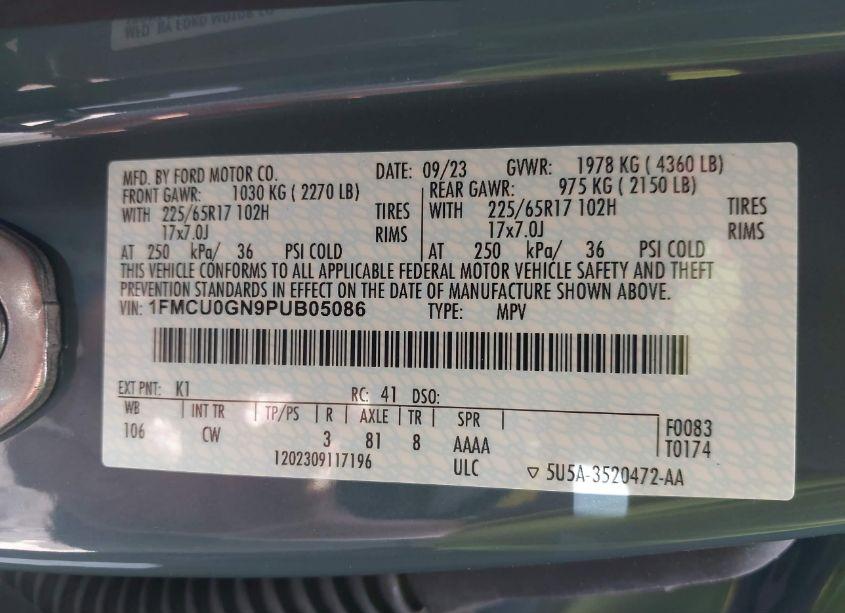 MFD. BY FORD MOTOR CO.
DATE: 09/23 GVWR: 1978 KG ( 4360 LB)
FRONT GAWR: 1030 KG ( 2270 LB) REAR GAWR: 975 KG ( 2150 LB)
WITH 225/65R17 102H TIRES WITH 225/65R17 102H TIRES
17x7.0J RIMS 17x7.0J RIMS
AT 250 kPa/ 36 PSI COLD AT 250 kPa/ 36 PSI COLD
THIS VEHICLE CONFORMS TO ALL APPLICABLE FEDERAL MOTOR VEHICLE SAFETY AND THEFT
PREVENTION STANDARDS IN EFFECT ON THE DATE OF MANUFACTURE SHOWN ABOVE.
VIN: 1FMCU0GN9PUB05086 TYPE: MPV
EXT PNT: K1 RC: 41 DSO:
WB INT TR TP/PS R AXLE TR SPR
106 CW 3 81 8 AAAA
F0083
T0174
1202309117196 ULC
5U5A-3520472-AA